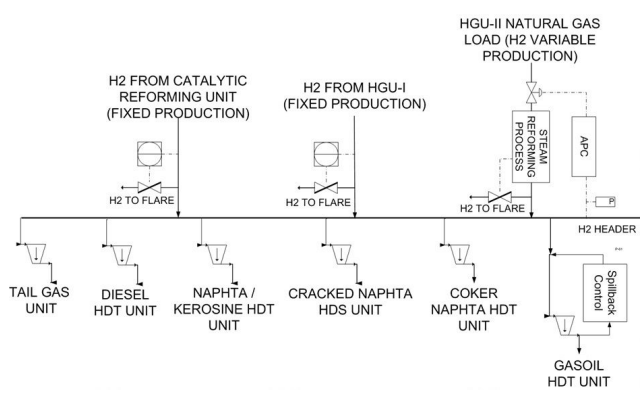 HGU-II NATURAL GAS
LOAD (H2 VARIABLE
PRODUCTION)
H2 FROM CATALYTIC
REFORMING UNIT
(FIXED PRODUCTION)
H2 FROM HGU-I
(FIXED PRODUCTION)
STEAM
REFORMING
PROCESS
APC
P
H2 TO FLARE
H2 TO FLARE
H2 TO FLARE
H2 HEADER
TAIL GAS
UNIT
DIESEL
HDT UNIT
NAPHTA /
KEROSINE HDT
UNIT
CRACKED NAPHTA
HDS UNIT
COKER
NAPHTA HDT
UNIT
Spillback
Control
GASOIL
HDT UNIT